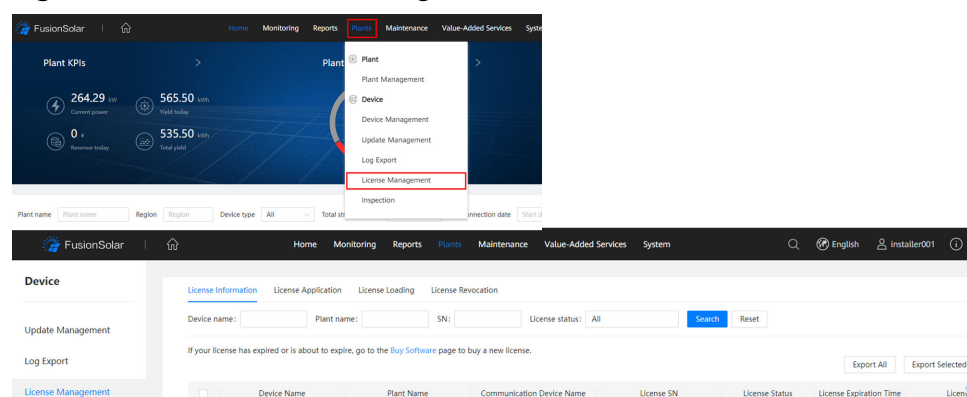 FusionSolar Home Monitoring Reports Plants Maintenance Value-Added Services Syste
Plant KPIs > Plant >
Plant
Plant Management
264.29 kW 565.50 kWh
Current power Yield today
Device
Device Management
0 535.50 kWh
Revenue today Total yield
Update Management
Log Export
License Management
Inspection
Plant name Plant name Region Region Device type All Total st nnection date Start d
FusionSolar Home Monitoring Reports Plants Maintenance Value-Added Services System English installer001
Device
License Information License Application License Loading License Revocation
Device name: Plant name: SN: License status: All Search Reset
Update Management
If your license has expired or is about to expire, go to the Buy Software page to buy a new license.
Log Export
Export All Export Selected
License Management
Device Name Plant Name Communication Device Name License SN License Status License Expiration Time Licen